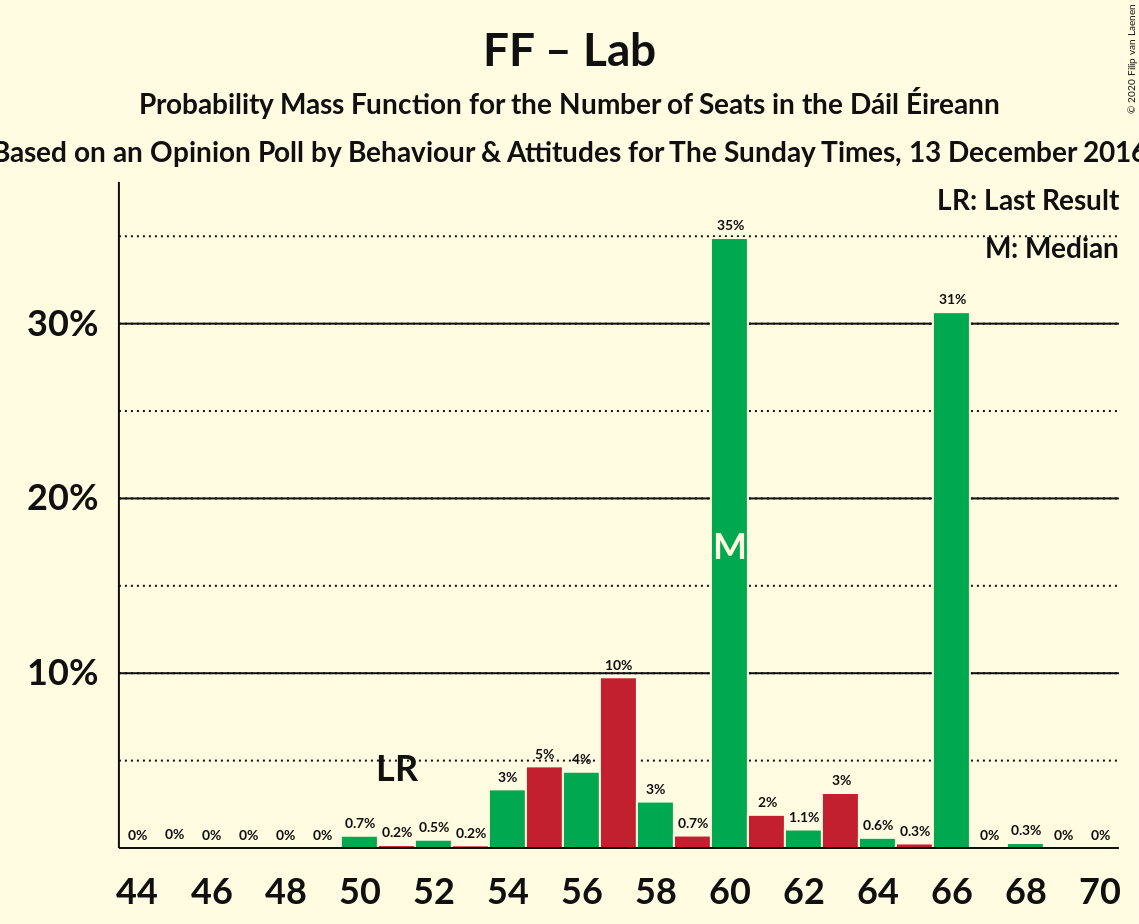 FF – Lab
Probability Mass Function for the Number of Seats in the Dáil Éireann
Based on an Opinion Poll by Behaviour & Attitudes for The Sunday Times, 13 December 2016
© 2020 Filip van Laenen
LR: Last Result
M: Median
35%
31%
30%
20%
M
10%
10%
LR
5%
4%
3%
3%
3%
2%
0% 0% 0% 0% 0% 0% 0.7% 0.2% 0.5% 0.2% 0.7% 1.1% 0.6% 0.3% 0% 0.3% 0% 0%
44 46 48 50 52 54 56 58 60 62 64 66 68 70